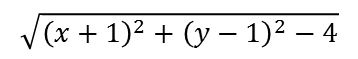 √((x + 1)² + (y − 1)² − 4)